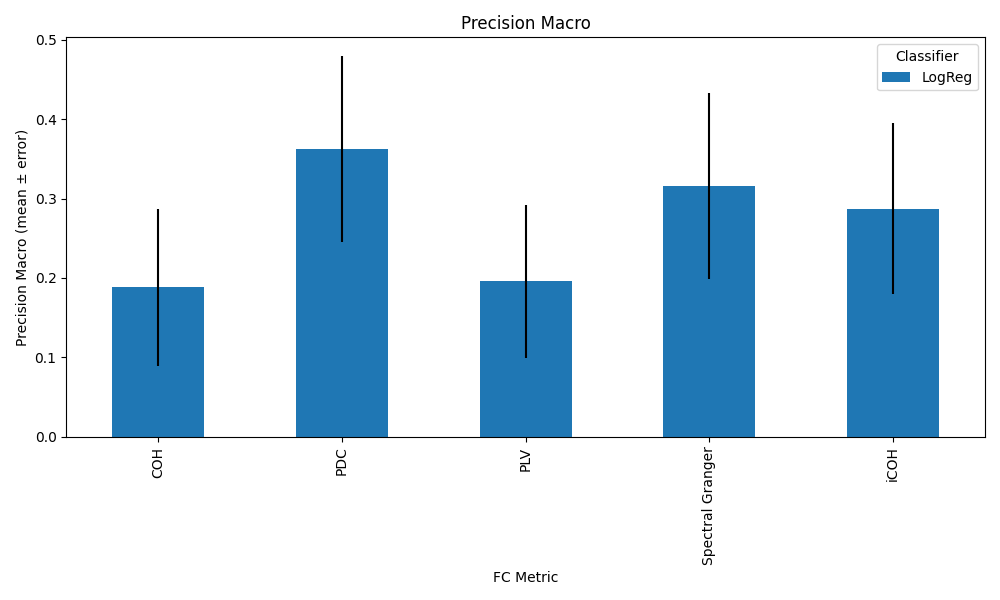 Precision Macro
Classifier
LogReg
Precision Macro (mean ± error)
0.5
0.4
0.3
0.2
0.1
0.0
COH
PDC
PLV
Spectral Granger
iCOH
FC Metric